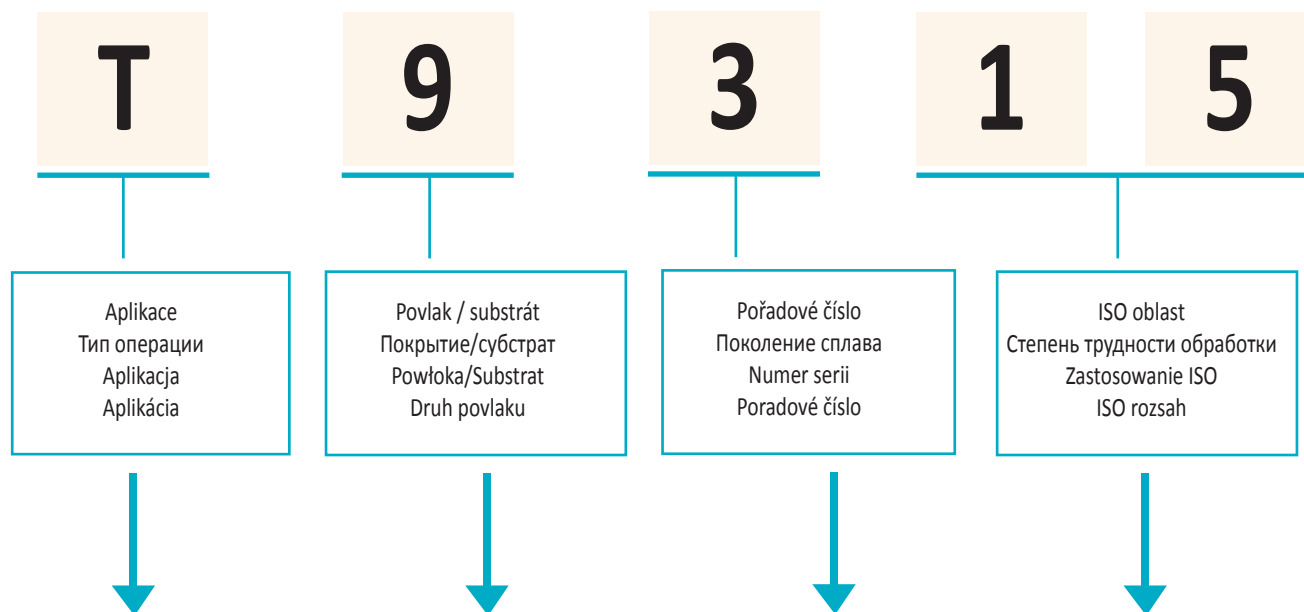 T 9 3 1 5
Aplikace
Тип операции
Aplikacja
Aplikácia
Povlak / substrát
Покрытие/субстрат
Powłoka/Substrat
Druh povlaku
Pořadové číslo
Поколение сплава
Numer serii
Poradové číslo
ISO oblast
Степень трудности обработки
Zastosowanie ISO
ISO rozsah